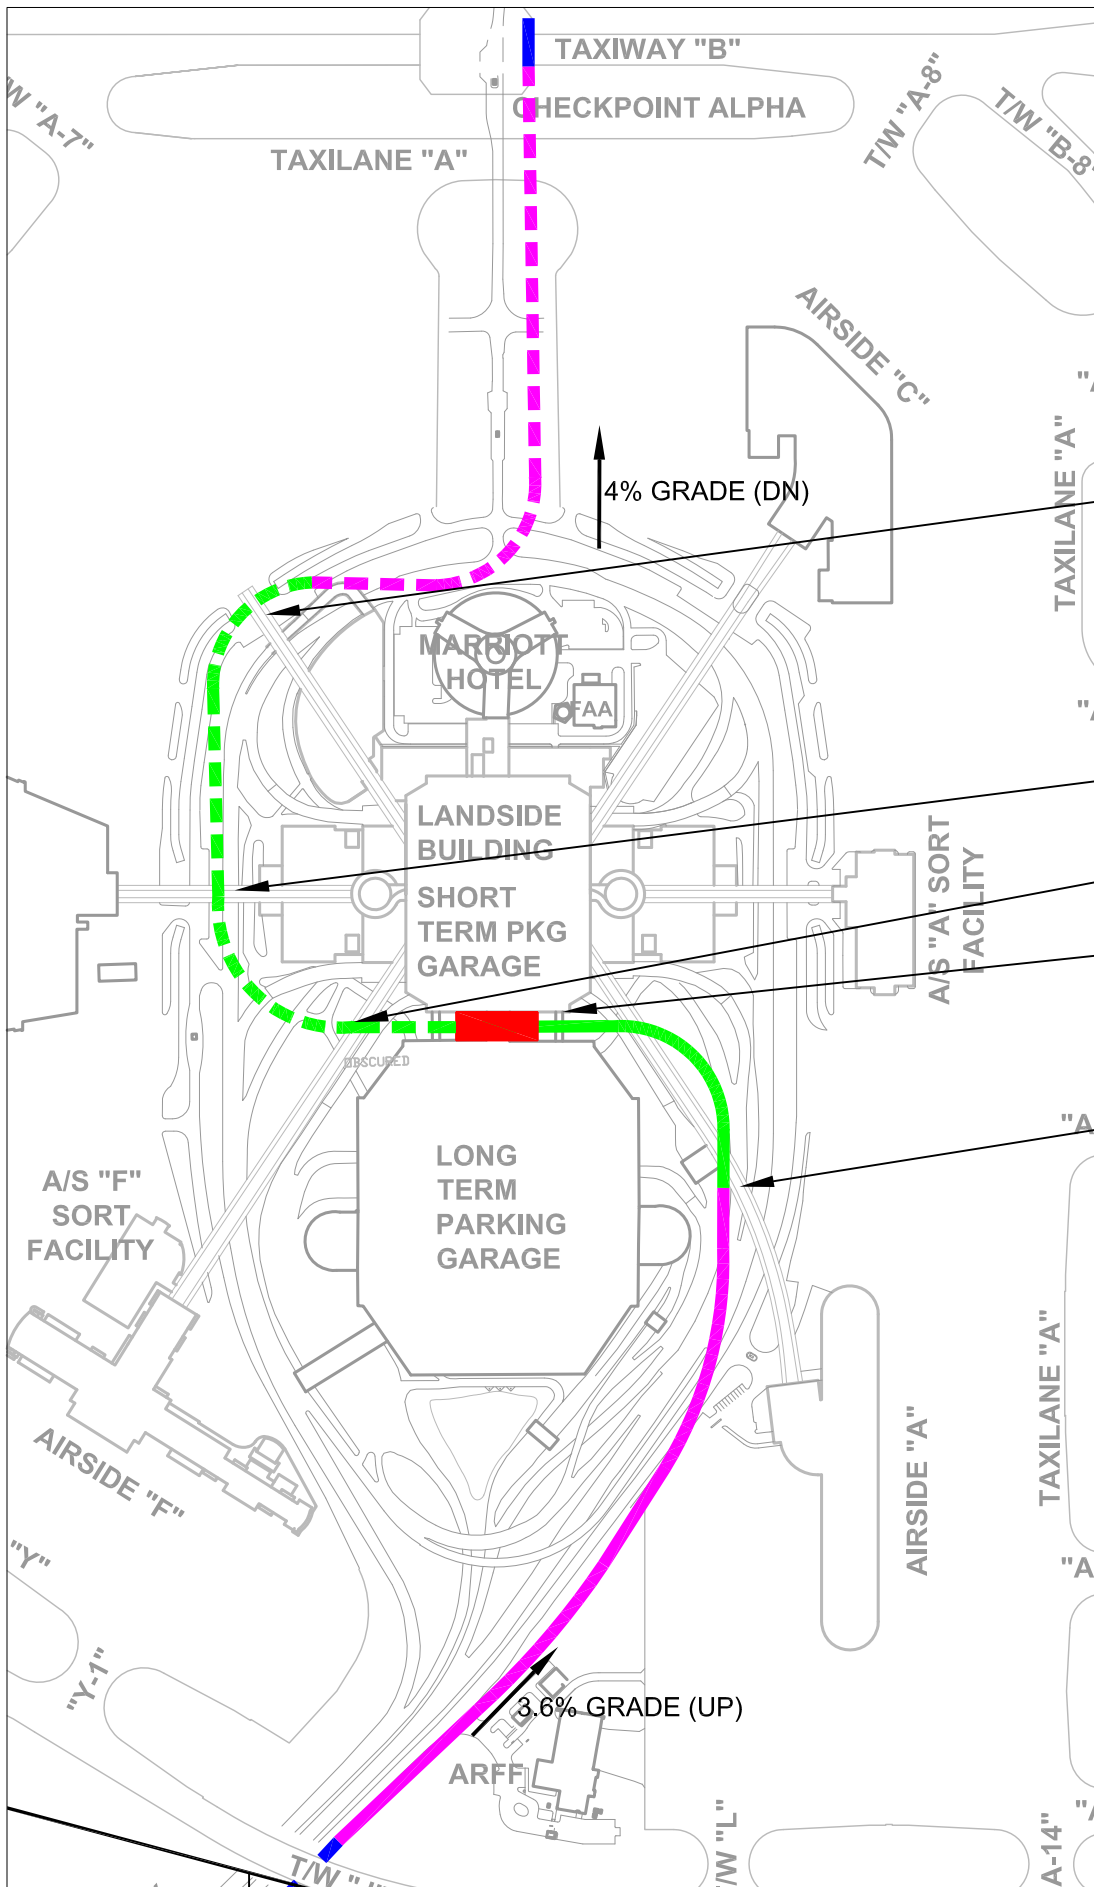 TAXIWAY "B"
T/W "A-7"
CHECKPOINT ALPHA
T/W "A-8"
T/W "B-8"
TAXILANE "A"
AIRSIDE "C"
4% GRADE (DN)
TAXILANE "A"
MARRIOTT
HOTEL
FAA
LANDSIDE
BUILDING
SHORT
TERM PKG
GARAGE
A/S "A" SORT
FACILITY
OBSCURED
LONG
TERM
PARKING
GARAGE
A/S "F"
SORT
FACILITY
AIRSIDE "F"
TAXILANE "A"
AIRSIDE "A"
"Y"
"Y-1"
3.6% GRADE (UP)
ARFF
T/W "L"
A-14"
T/W "